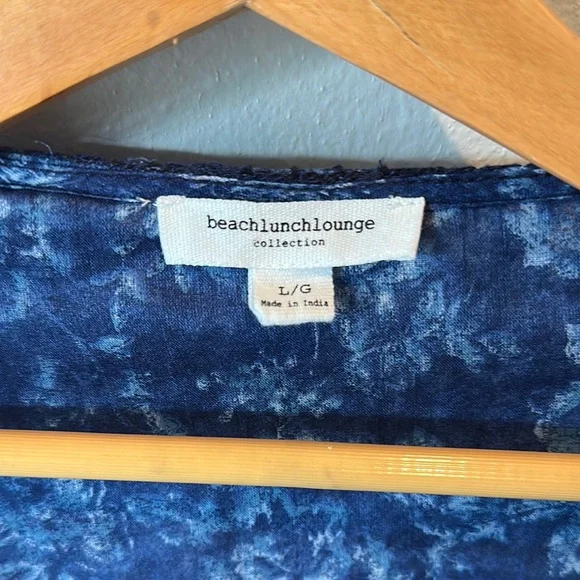 beachlunchlounge
collection
L/G
Made in India